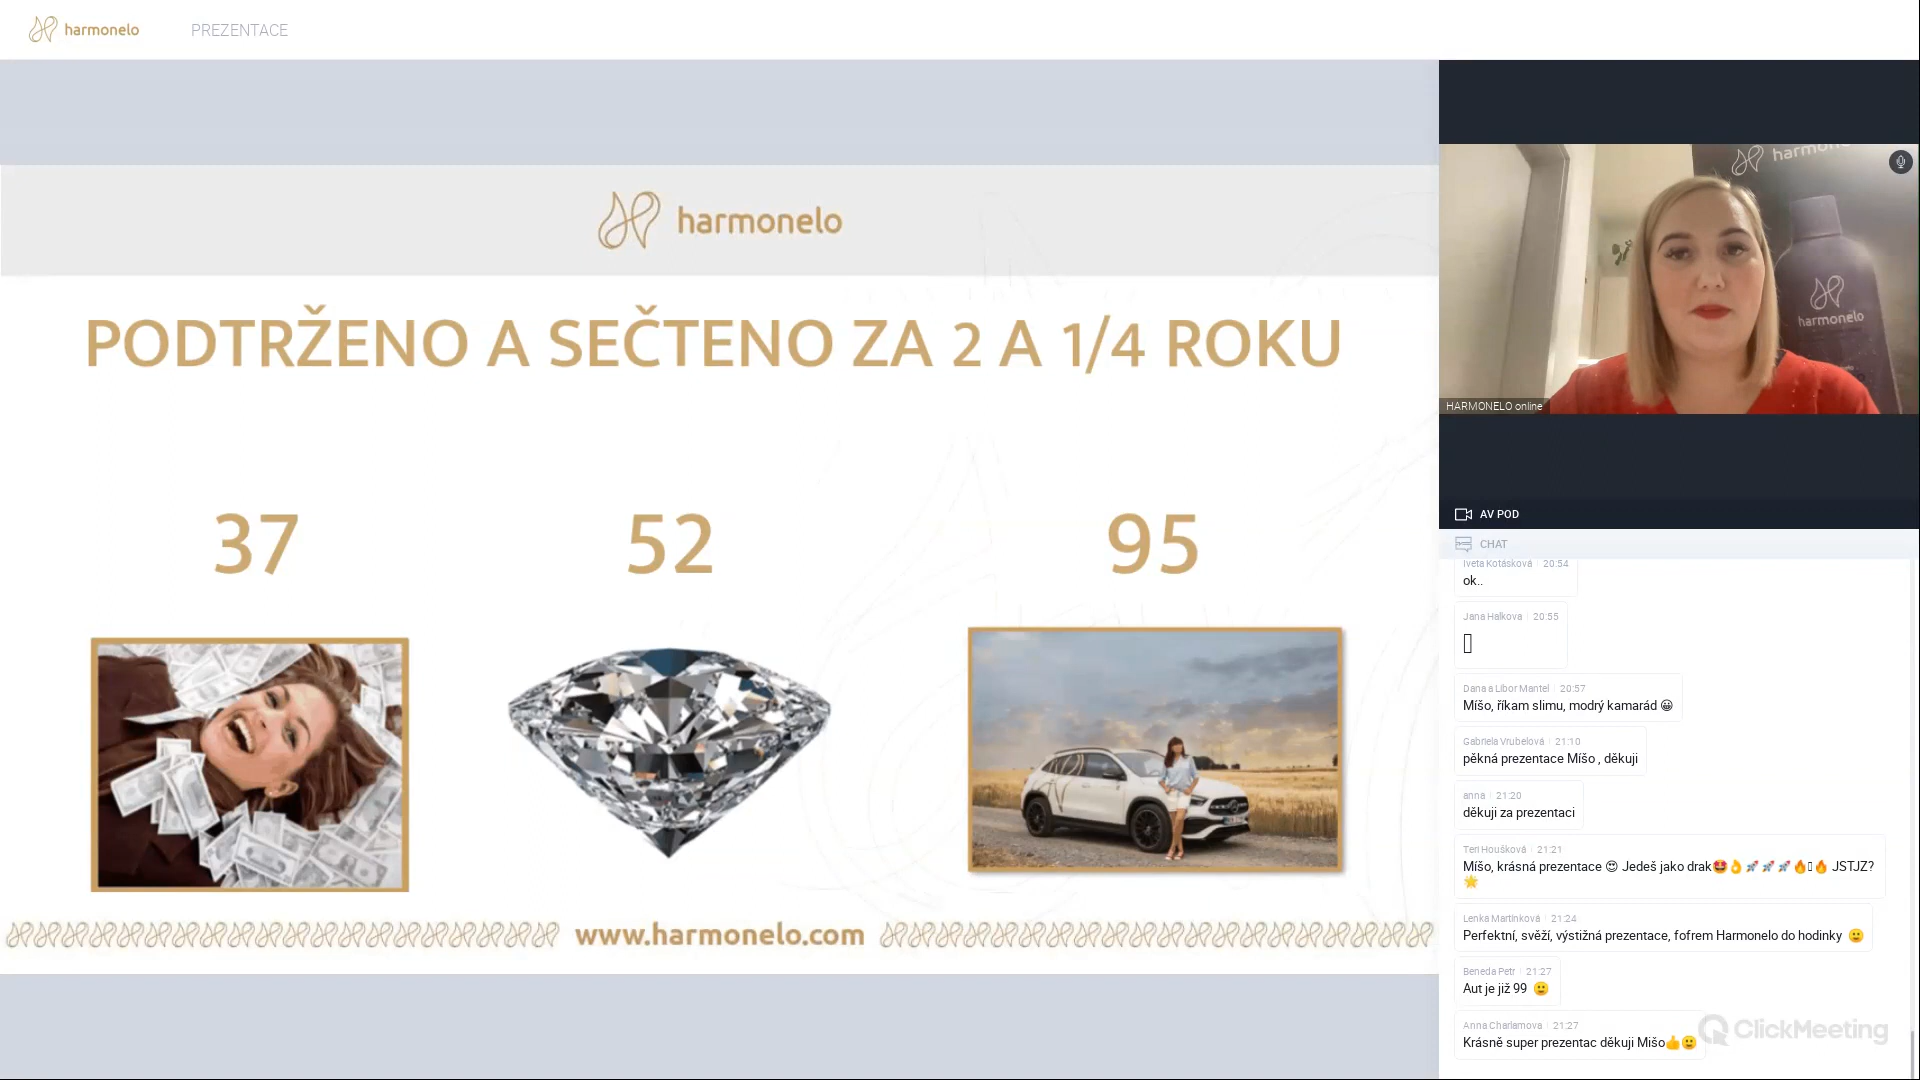 harmonelo
PREZENTACE
harmonelo
PODTRŽENO A SEČTENO ZA 2 A 1/4 ROKU
37
52
95
www.harmonelo.com
harmonelo
harmonelo
HARMONELO online
AV POD
CHAT
Iveta Kotásková 20:54
ok..
Jana Halkova 20:55
Dana a Libor Mantel 20:57
Míšo, říkam slimu, modrý kamarád 😀
Gabriela Vrubelová 21:10
pěkná prezentace Míšo , děkuji
anna 21:20
děkuji za prezentaci
Teri Houšková 21:21
Míšo, krásná prezentace 😍 Jedeš jako drak🤩👌🚀🚀🚀🔥▯🔥 JSTJZ?
🌟
Lenka Martínková 21:24
Perfektní, svěží, výstižná prezentace, fofrem Harmonelo do hodinky 🙂
Beneda Petr 21:27
Aut je již 99 🙂
Anna Charlamova 21:27
Krásně super prezentac děkuji Mišo👍🙂
ClickMeeting